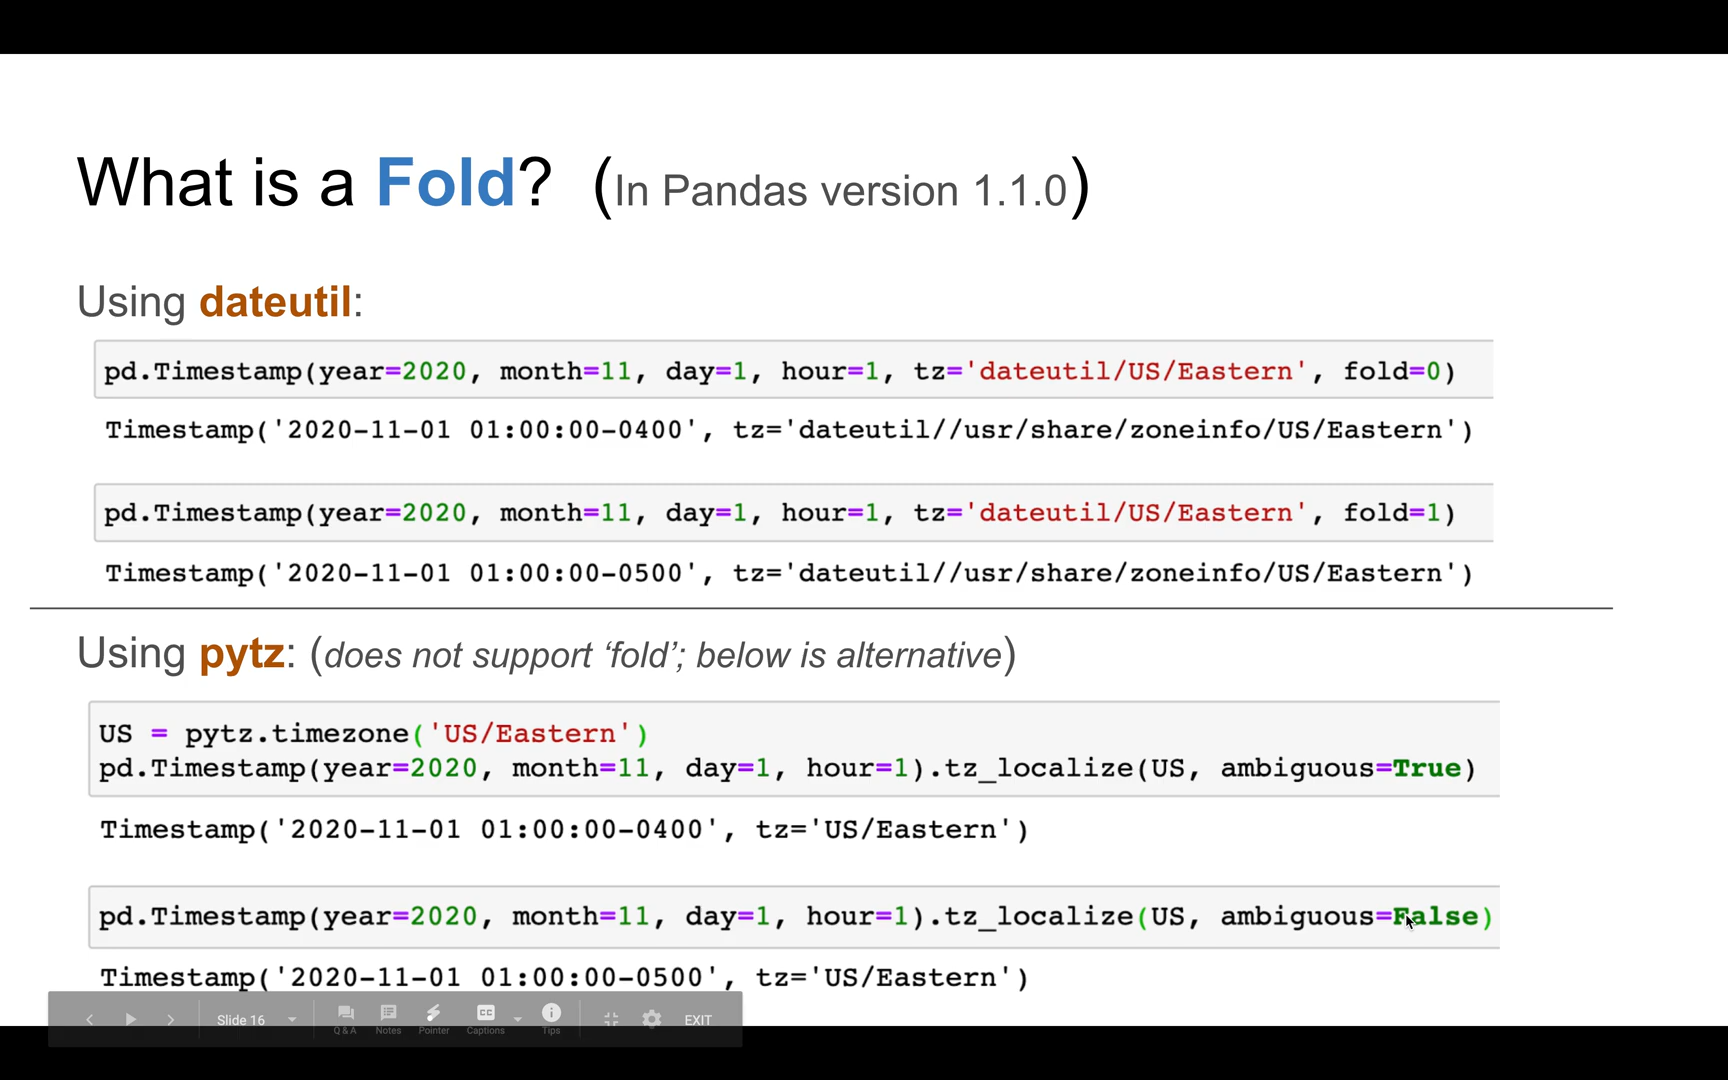 What is a Fold? (In Pandas version 1.1.0)
Using dateutil:
pd.Timestamp(year=2020, month=11, day=1, hour=1, tz='dateutil/US/Eastern', fold=0)
Timestamp('2020-11-01 01:00:00-0400', tz='dateutil//usr/share/zoneinfo/US/Eastern')
pd.Timestamp(year=2020, month=11, day=1, hour=1, tz='dateutil/US/Eastern', fold=1)
Timestamp('2020-11-01 01:00:00-0500', tz='dateutil//usr/share/zoneinfo/US/Eastern')
Using pytz: (does not support ‘fold’; below is alternative)
US = pytz.timezone('US/Eastern')
pd.Timestamp(year=2020, month=11, day=1, hour=1).tz_localize(US, ambiguous=True)
Timestamp('2020-11-01 01:00:00-0400', tz='US/Eastern')
pd.Timestamp(year=2020, month=11, day=1, hour=1).tz_localize(US, ambiguous=False)
Timestamp('2020-11-01 01:00:00-0500', tz='US/Eastern')
Slide 16 Q & A Notes Pointer CC Captions Tips EXIT